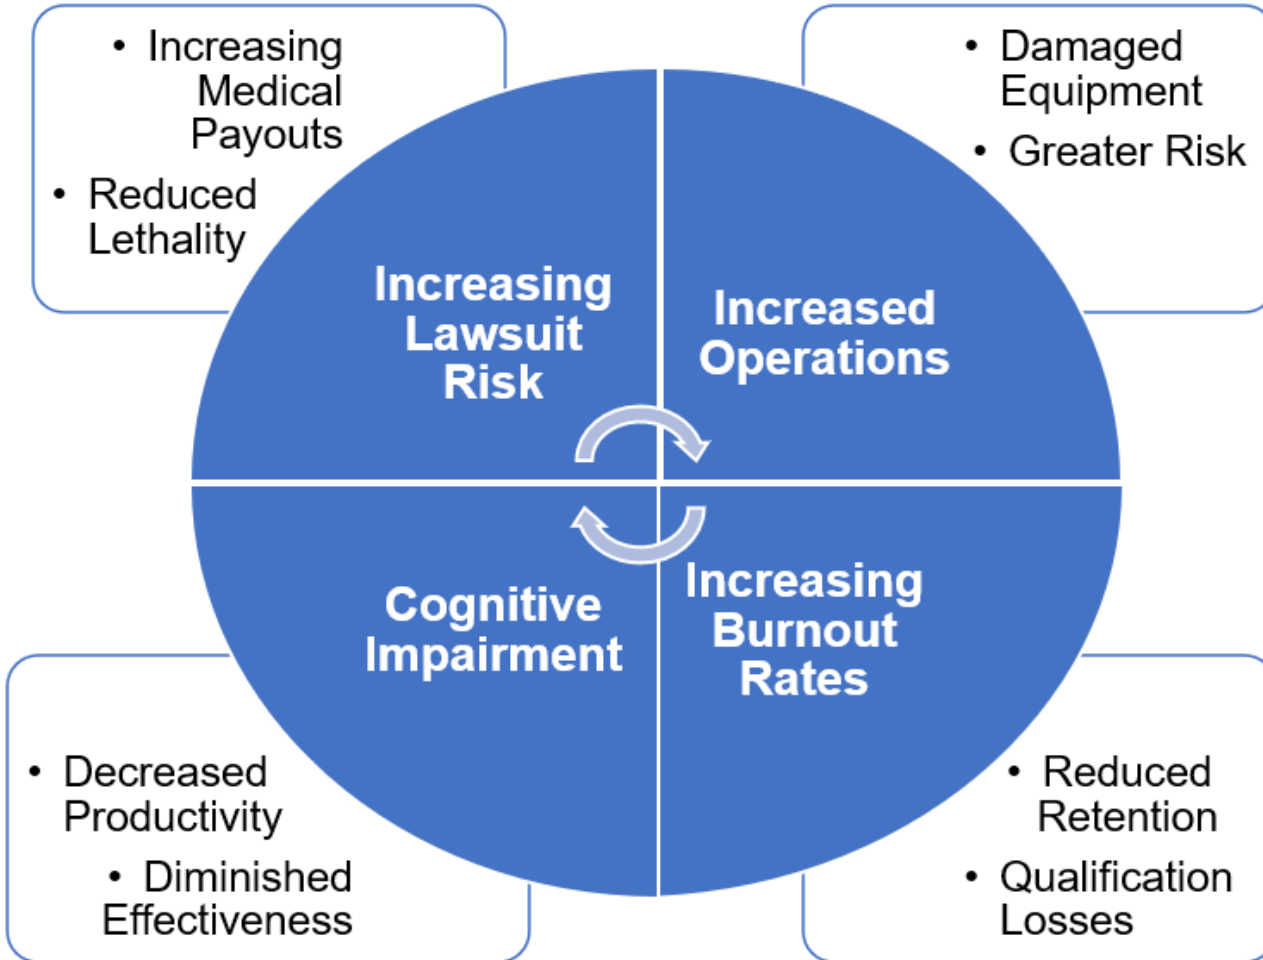 • Increasing
Medical
Payouts
• Reduced
Lethality
• Damaged
Equipment
• Greater Risk
Increasing
Lawsuit
Risk
Increased
Operations
Cognitive
Impairment
Increasing
Burnout
Rates
• Decreased
Productivity
• Diminished
Effectiveness
• Reduced
Retention
• Qualification
Losses